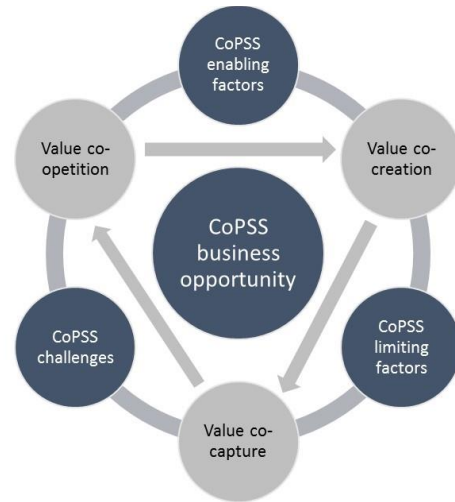 CoPSS
enabling
factors
Value co-
opetition
Value co-
creation
CoPSS
business
opportunity
CoPSS
challenges
CoPSS
limiting
factors
Value co-
capture